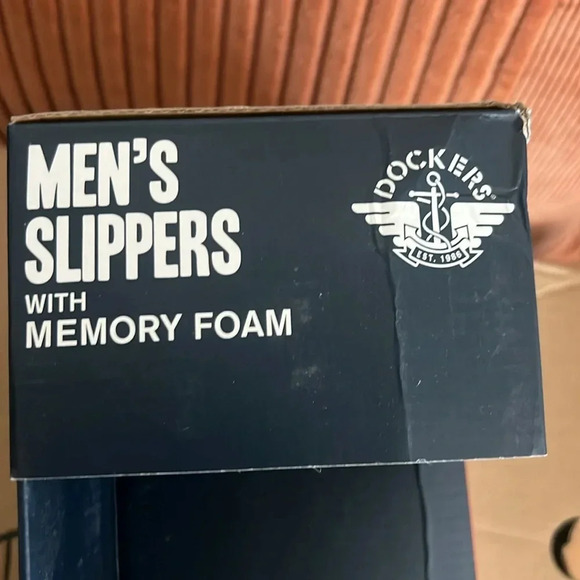 MEN'S
SLIPPERS
WITH
MEMORY FOAM
DOCKERS®
EST. 1986